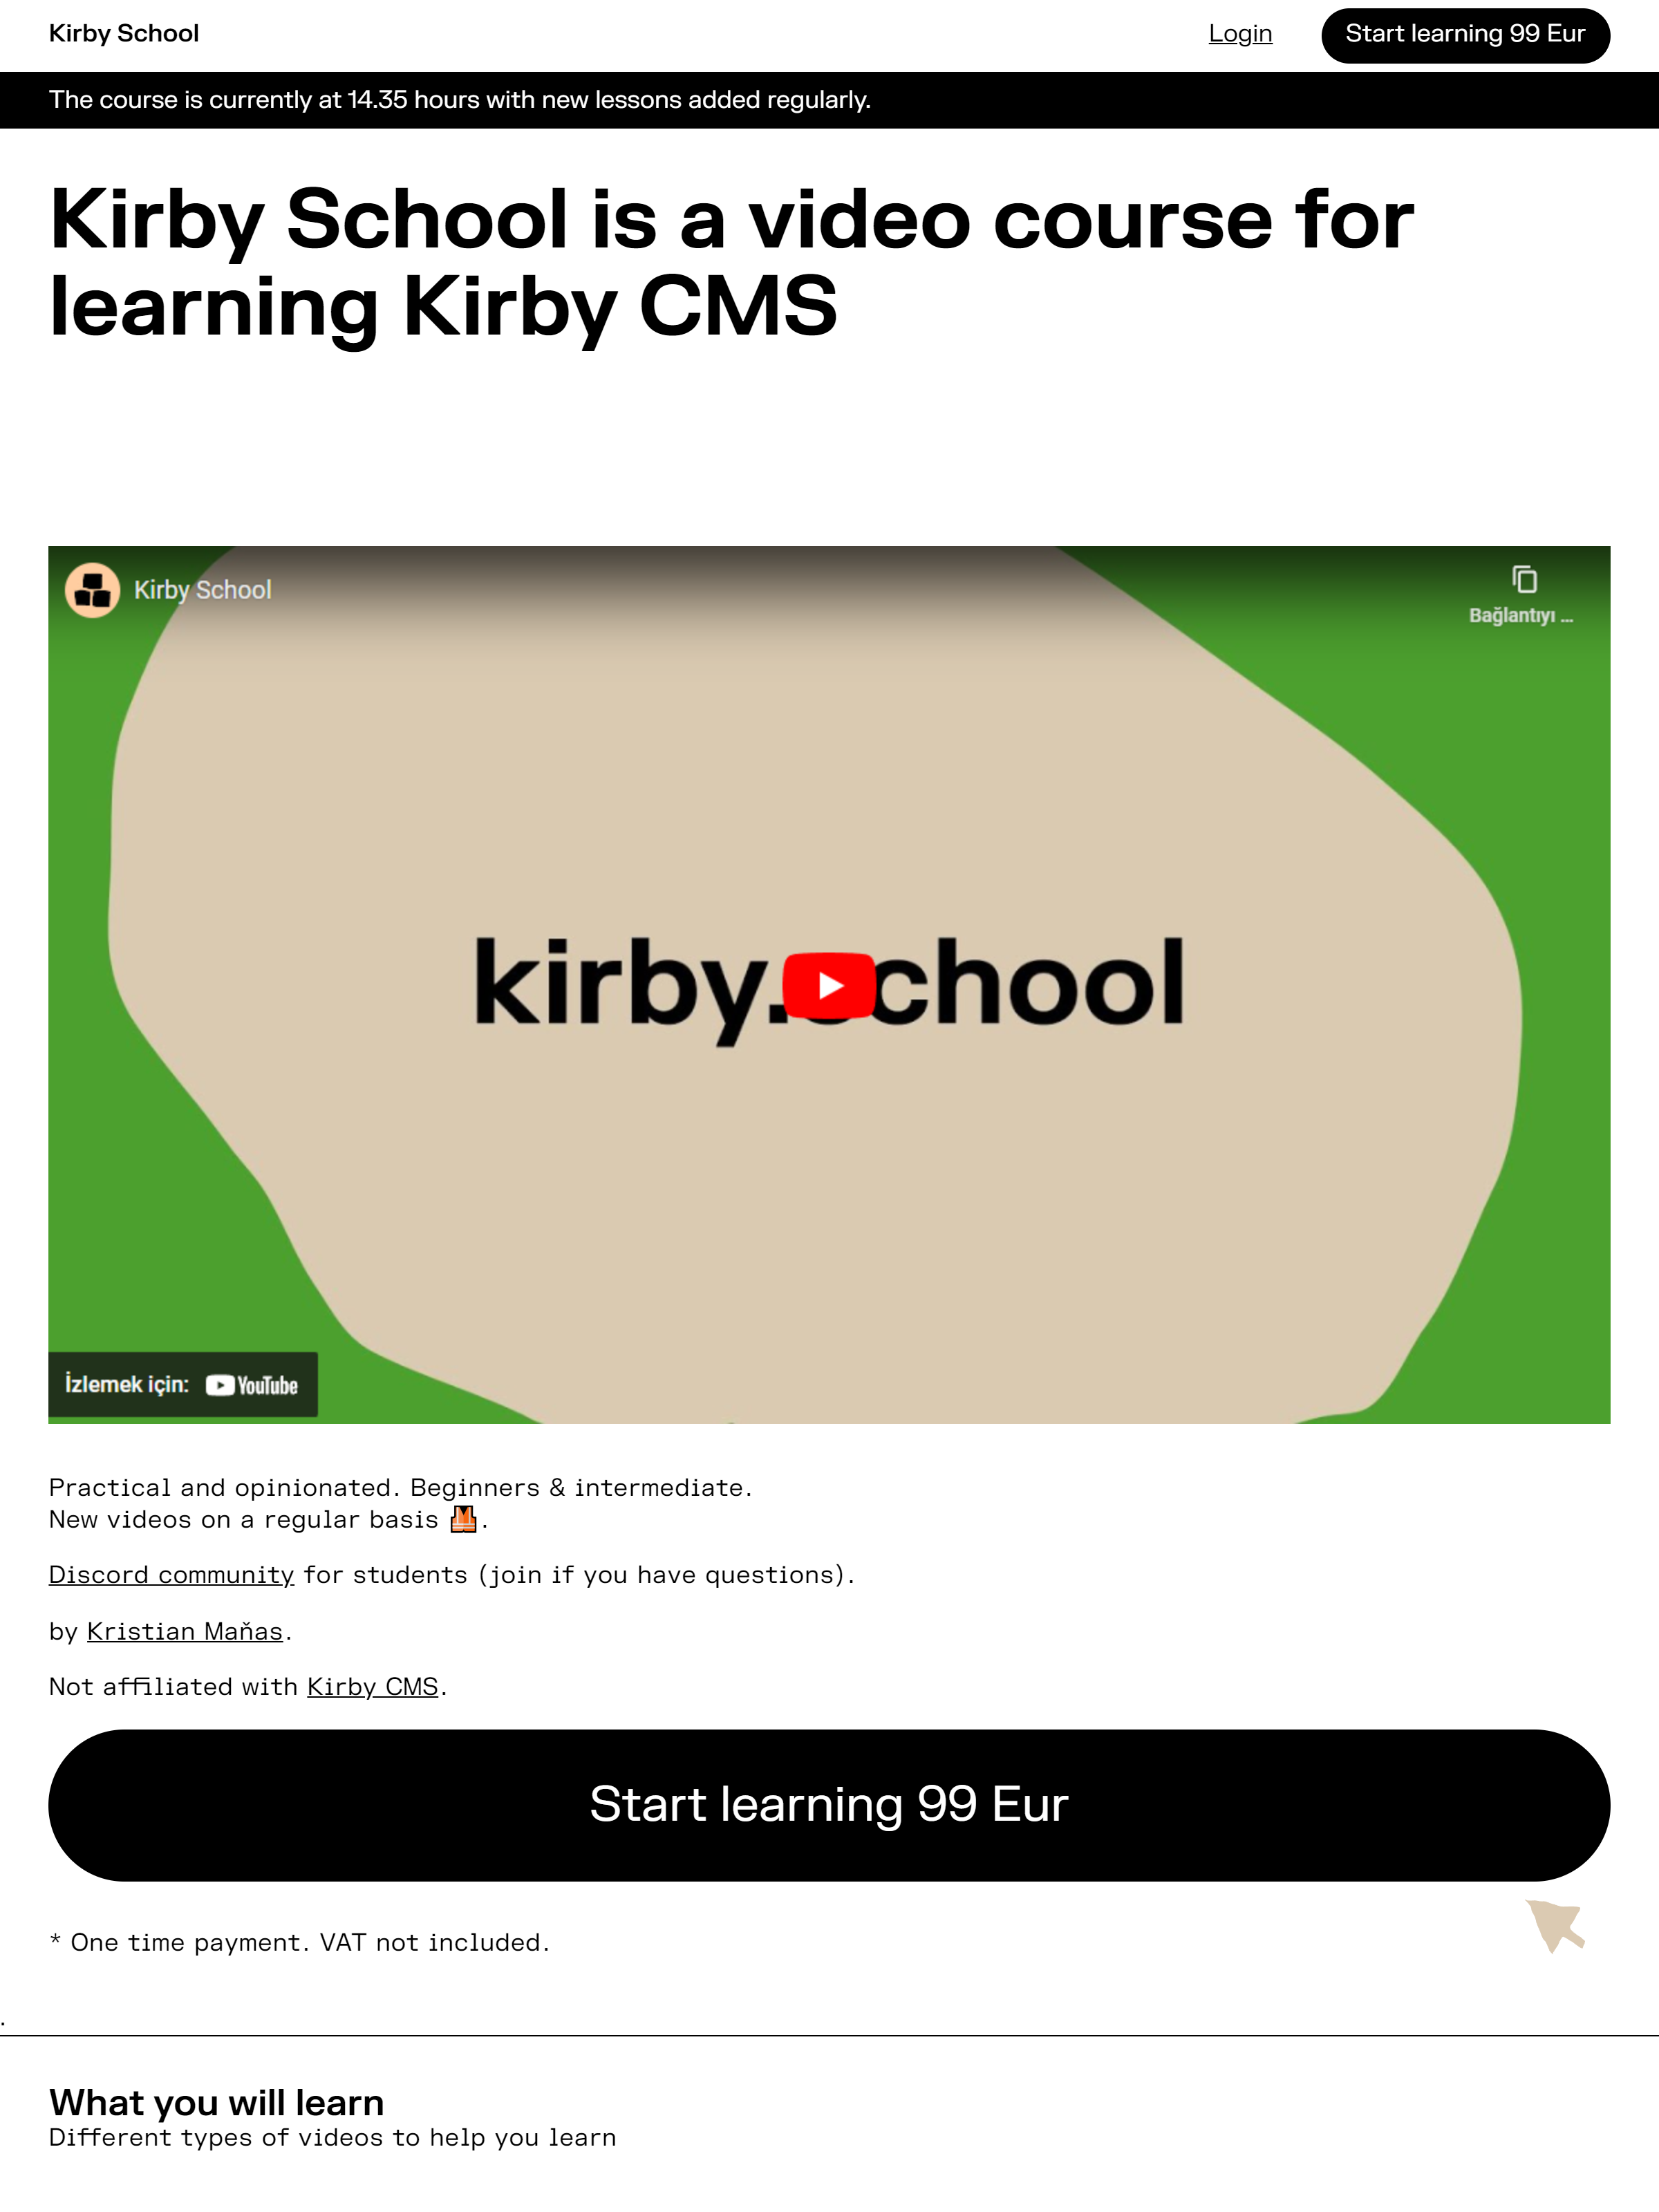 Kirby School
Login
Start learning 99 Eur
The course is currently at 14.35 hours with new lessons added regularly.
Kirby School is a video course for
learning Kirby CMS
Kirby School
Bağlantıyı ...
kirby.school
İzlemek için: YouTube
Practical and opinionated. Beginners & intermediate.
New videos on a regular basis 🦺.
Discord community for students (join if you have questions).
by Kristian Maňas.
Not affiliated with Kirby CMS.
Start learning 99 Eur
* One time payment. VAT not included.
.
What you will learn
Different types of videos to help you learn